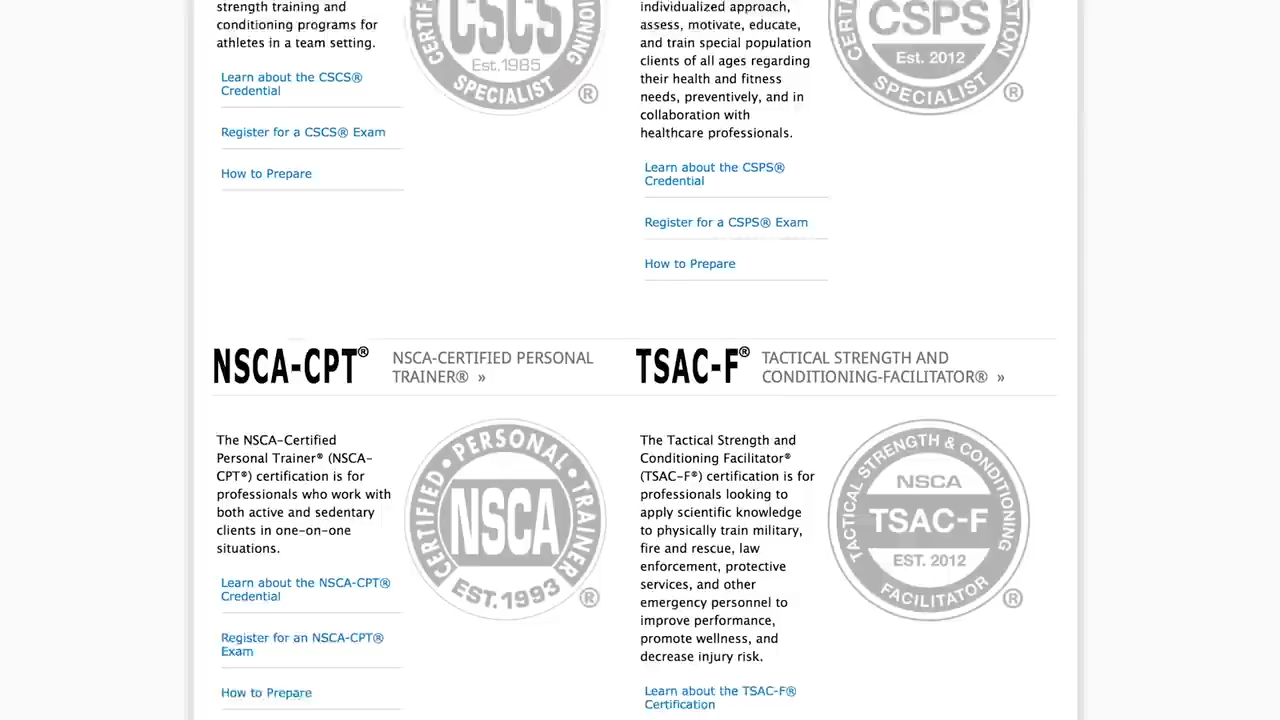 strength training and
conditioning programs for
athletes in a team setting.
Learn about the CSCS®
Credential
Register for a CSCS® Exam
How to Prepare
CSCS
Est.1985
SPECIALIST
®
individualized approach,
assess, motivate, educate,
and train special population
clients of all ages regarding
their health and fitness
needs, preventively, and in
collaboration with
healthcare professionals.
Learn about the CSPS®
Credential
Register for a CSPS® Exam
How to Prepare
CSPS
Est. 2012
SPECIALIST
®
NSCA-CPT®
NSCA-CERTIFIED PERSONAL
TRAINER® »
The NSCA-Certified
Personal Trainer® (NSCA-
CPT®) certification is for
professionals who work with
both active and sedentary
clients in one-on-one
situations.
Learn about the NSCA-CPT®
Credential
Register for an NSCA-CPT®
Exam
How to Prepare
CERTIFIED • PERSONAL • TRAINER
NSCA
EST. 1993
®
TSAC-F®
TACTICAL STRENGTH AND
CONDITIONING-FACILITATOR® »
The Tactical Strength and
Conditioning Facilitator®
(TSAC-F®) certification is for
professionals looking to
apply scientific knowledge
to physically train military,
fire and rescue, law
enforcement, protective
services, and other
emergency personnel to
improve performance,
promote wellness, and
decrease injury risk.
Learn about the TSAC-F®
Certification
TACTICAL STRENGTH & CONDITIONING
NSCA
TSAC-F
EST. 2012
FACILITATOR
®